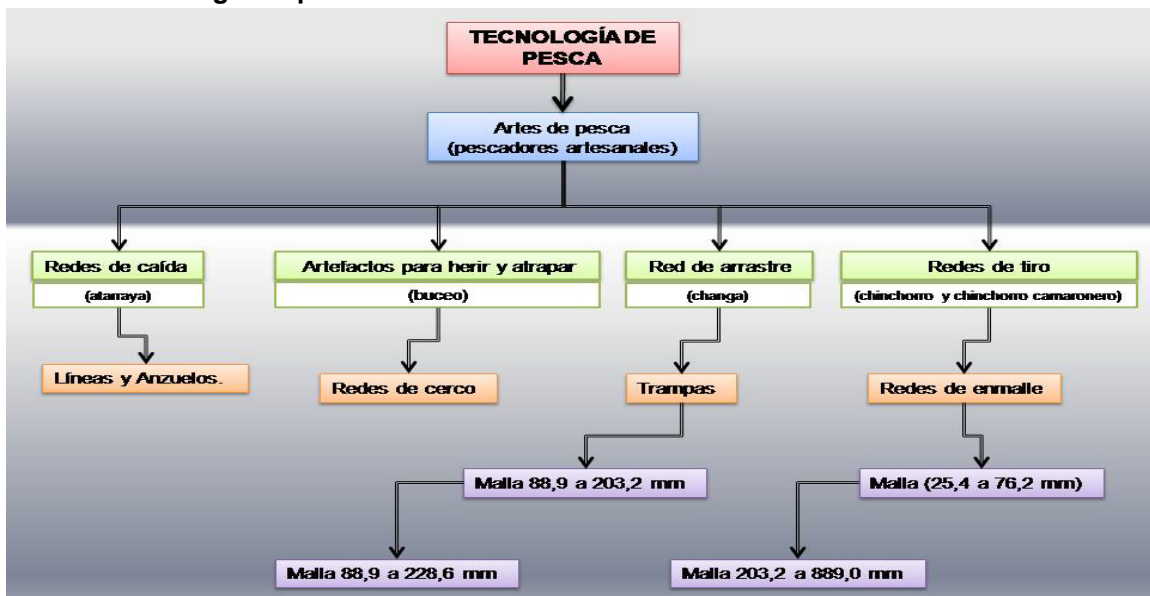 TECNOLOGÍA DE
PESCA
Artes de pesca
(pescadores artesanales)
Redes de caída
(atarraya)
Artefactos para herir y atrapar
(buceo)
Red de arrastre
(changa)
Redes de tiro
(chinchorro y chinchorro camaronero)
Líneas y Anzuelos.
Redes de cerco
Trampas
Redes de enmalle
Malla 88,9 a 203,2 mm
Malla (25,4 a 76,2 mm)
Malla 88,9 a 228,6 mm
Malla 203,2 a 889,0 mm